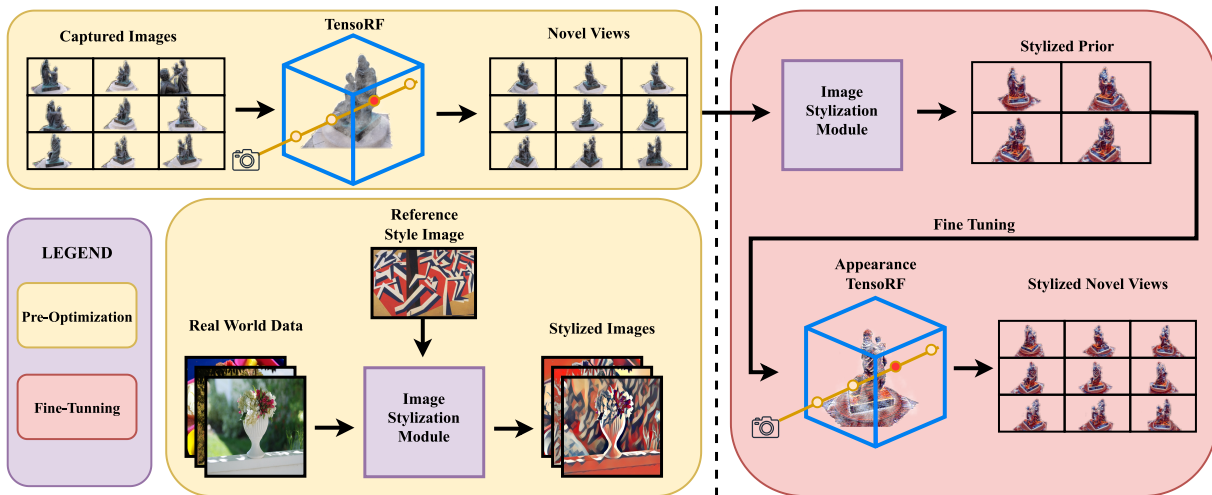 Captured Images
TensoRF
Novel Views
Image
Stylization
Module
Stylized Prior
LEGEND
Pre-Optimization
Fine-Tunning
Reference
Style Image
Real World Data
Image
Stylization
Module
Stylized Images
Fine Tuning
Appearance
TensoRF
Stylized Novel Views